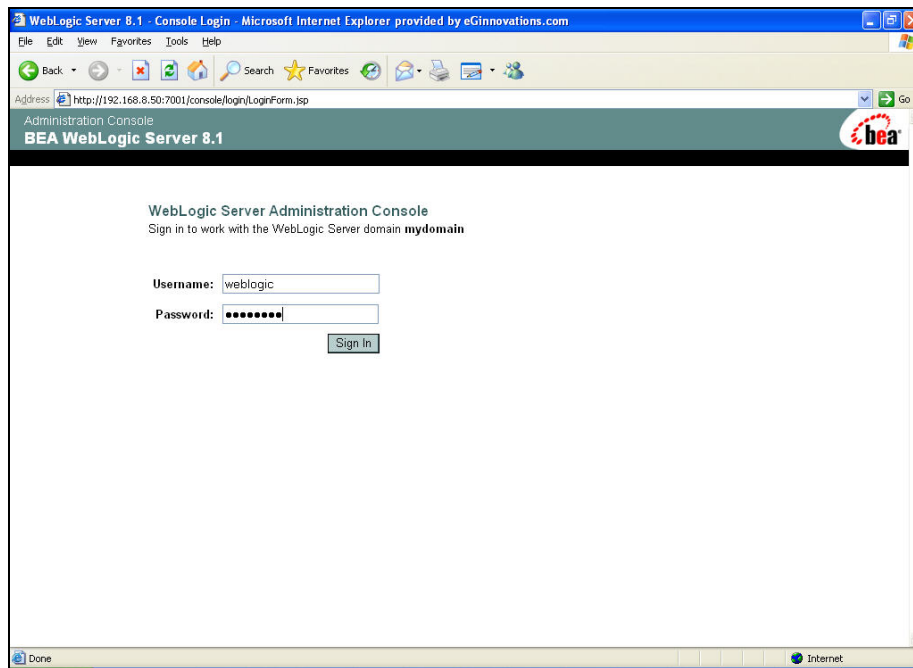 WebLogic Server 8.1 - Console Login - Microsoft Internet Explorer provided by eGinnovations.com
File Edit View Favorites Tools Help
Back Search Favorites
Address http://192.168.8.50:7001/console/login/LoginForm.jsp Go
Administration Console
BEA WebLogic Server 8.1
bea
WebLogic Server Administration Console
Sign in to work with the WebLogic Server domain mydomain
Username: weblogic
Password: ●●●●●●●●
Sign In
Done Internet